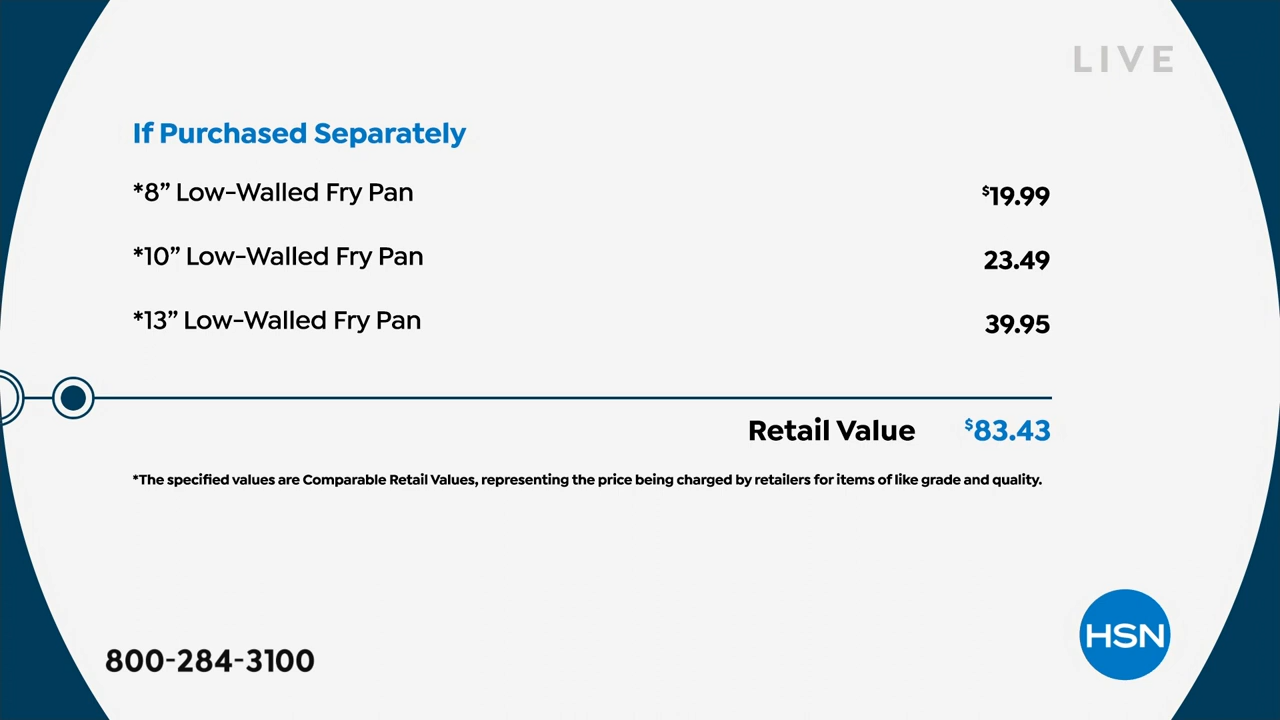 LIVE
If Purchased Separately
*8” Low-Walled Fry Pan $19.99
*10” Low-Walled Fry Pan 23.49
*13” Low-Walled Fry Pan 39.95
Retail Value $83.43
*The specified values are Comparable Retail Values, representing the price being charged by retailers for items of like grade and quality.
HSN
800-284-3100